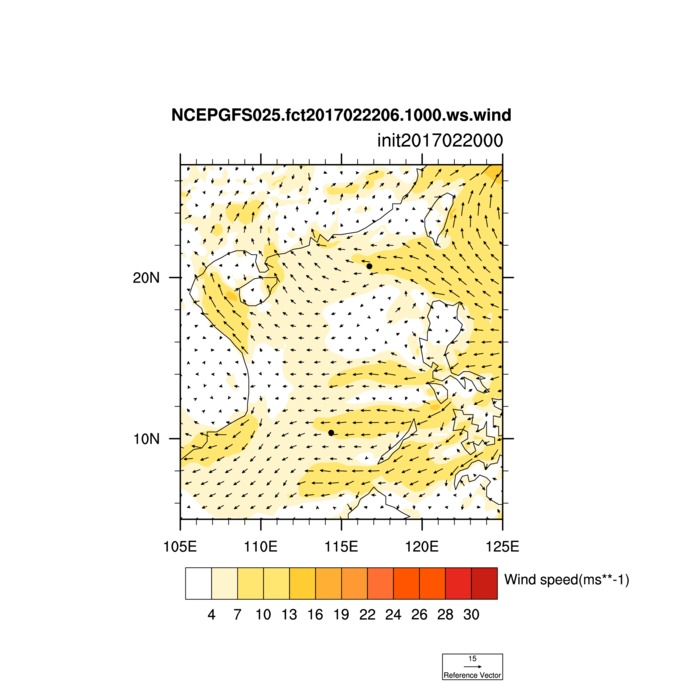 NCEPGFS025.fct2017022206.1000.ws.wind
init2017022000
20N
10N
105E 110E 115E 120E 125E
Wind speed(ms**-1)
4 7 10 13 16 19 22 24 26 28 30
15
Reference Vector